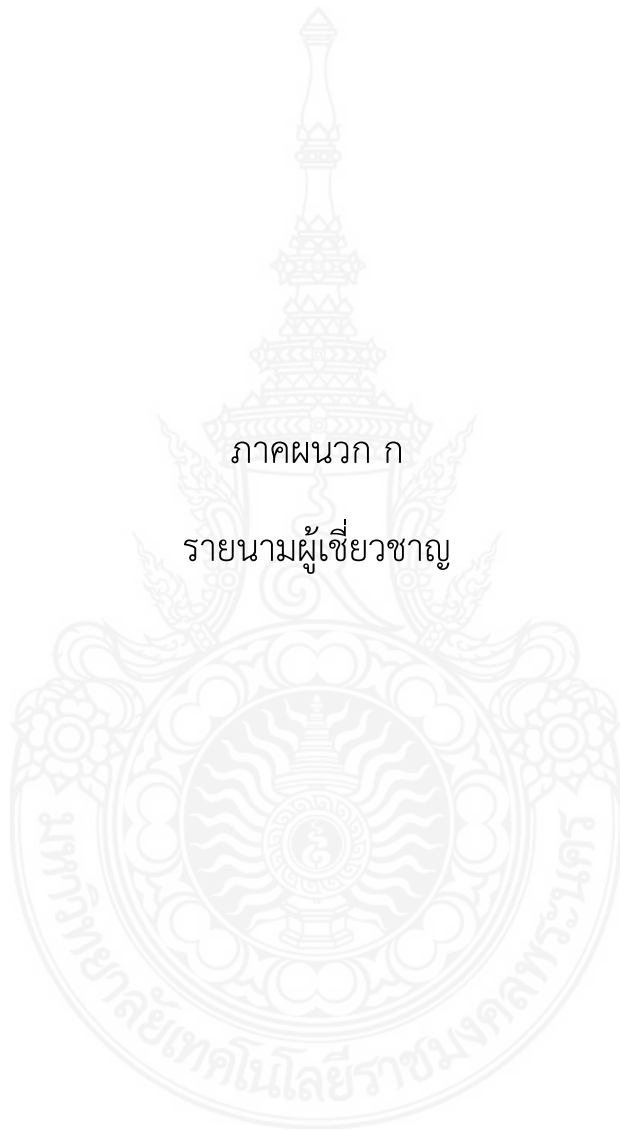 ภาคผนวก ก
รายนามผู้เชี่ยวชาญ
มหาวิทยาลัยเทคโนโลยีราชมงคลพระนคร